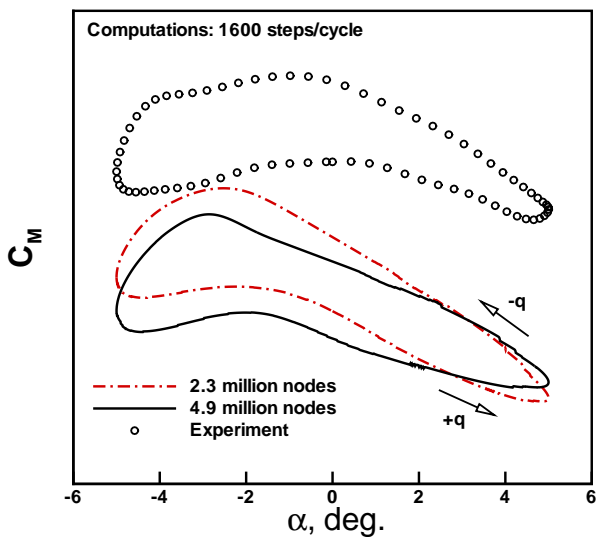 Computations: 1600 steps/cycle
C_M
-q
+q
2.3 million nodes
4.9 million nodes
Experiment
-6 -4 -2 0 2 4 6
α, deg.